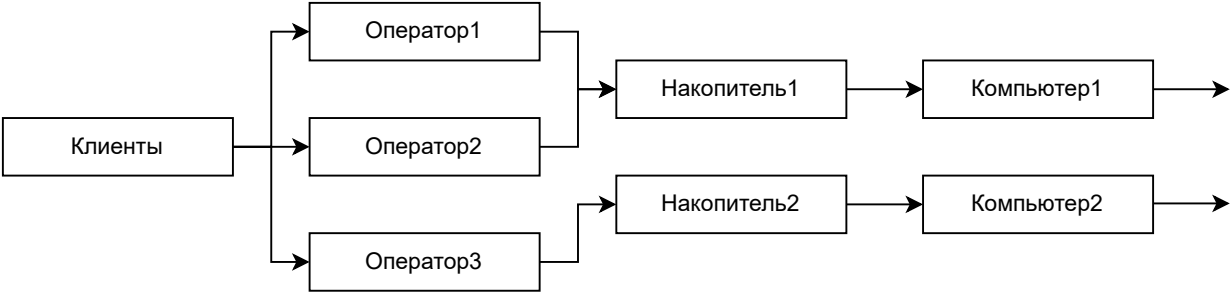 Клиенты
Оператор1
Оператор2
Оператор3
Накопитель1
Накопитель2
Компьютер1
Компьютер2